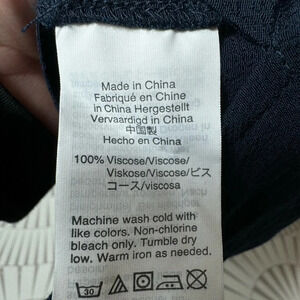 Made in China
Fabriqué en Chine
in China Hergestellt
Vervaardigd in China
中国製
Hecho en China
100% Viscose/Viscose/
Viskose/Viscose/ビス
コース/viscosa
Machine wash cold with
like colors. Non-chlorine
bleach only. Tumble dry
low. Warm iron as needed.
30